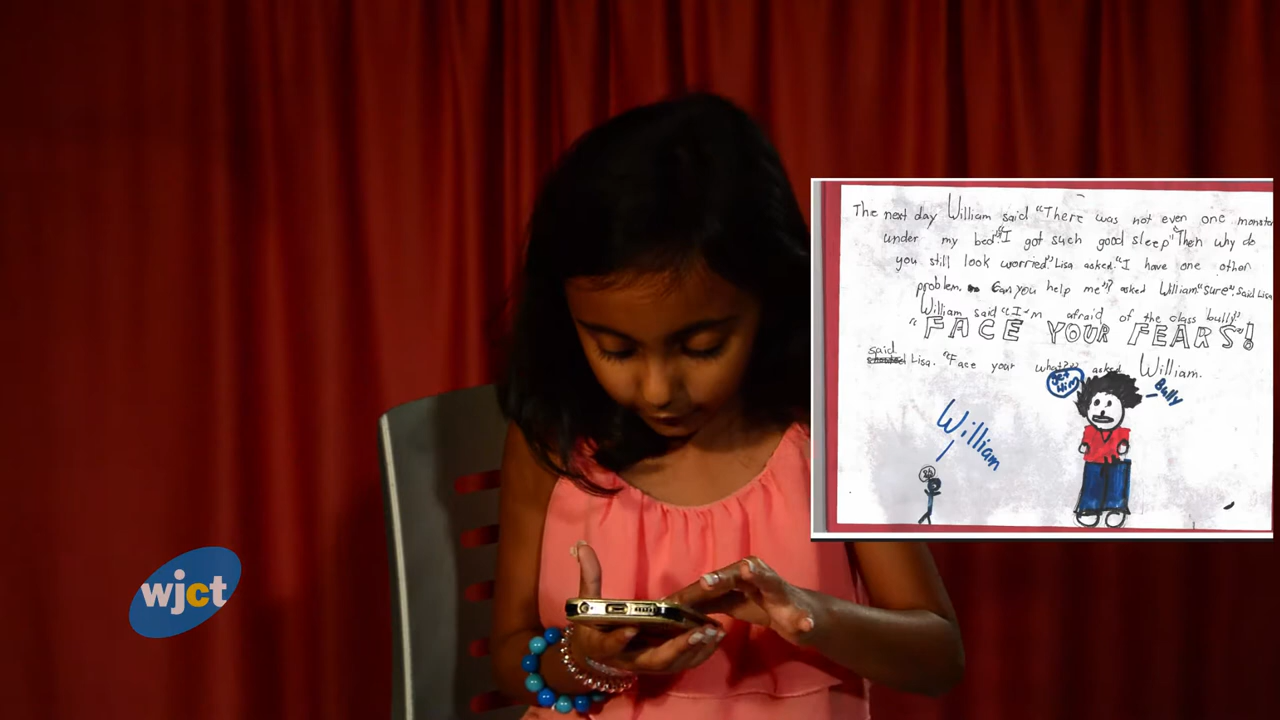 The next day William said "There was not even one monster
under my bed. "I got such good sleep" Then why do
you still look worried?" Lisa asked. "I have one other
problem. Can you help me"? asked William "sure". Said Lisa
William said "I'm afraid of the class bully"
"FACE YOUR FEARS!"
said Lisa. "Face your what?" asked William.
Get Him
Bully
William
wjct